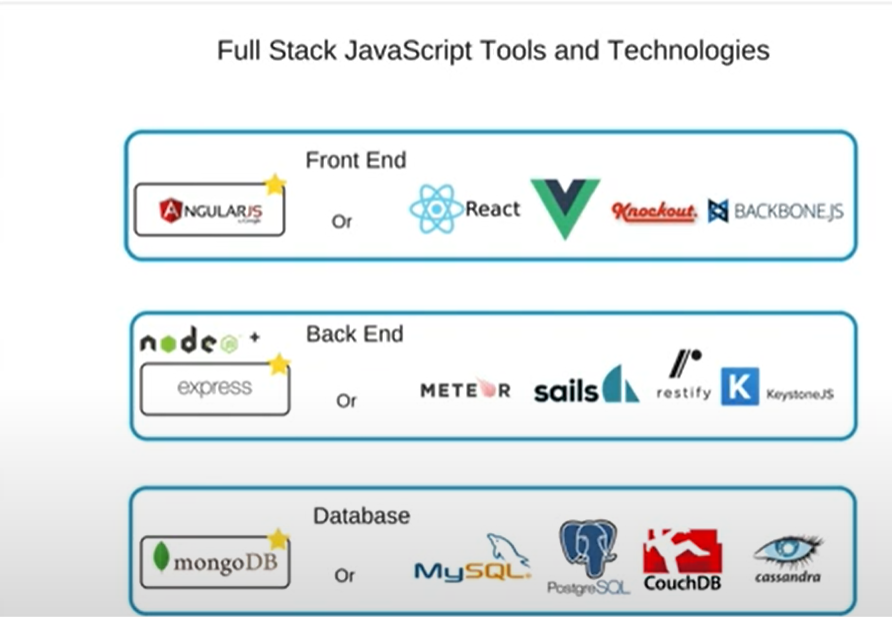 Full Stack JavaScript Tools and Technologies
Front End
ANGULARJS
Or
React
Knockout.
BACKBONE.JS
node js +
Back End
express
Or
METEOR
sails
restify
K
KeystoneJS
Database
mongoDB
Or
MySQL
PostgreSQL
CouchDB
cassandra